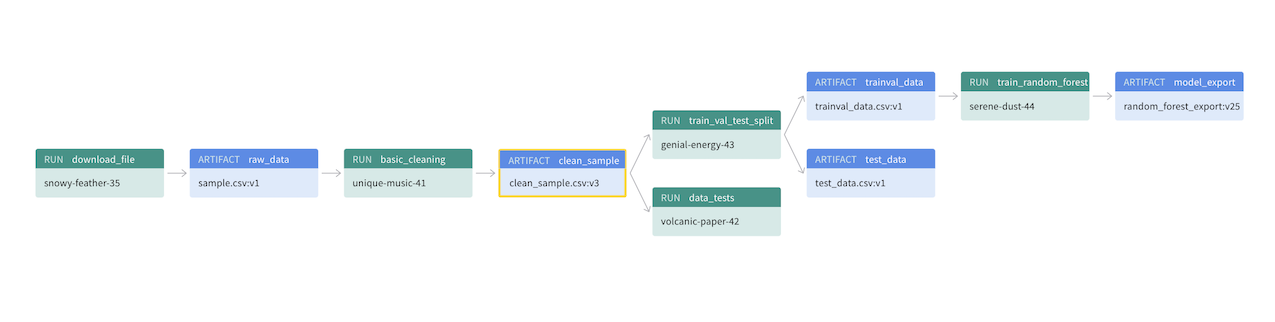 RUN download_file
snowy-feather-35
ARTIFACT raw_data
sample.csv:v1
RUN basic_cleaning
unique-music-41
ARTIFACT clean_sample
clean_sample.csv:v3
RUN train_val_test_split
genial-energy-43
RUN data_tests
volcanic-paper-42
ARTIFACT trainval_data
trainval_data.csv:v1
ARTIFACT test_data
test_data.csv:v1
RUN train_random_forest
serene-dust-44
ARTIFACT model_export
random_forest_export:v25